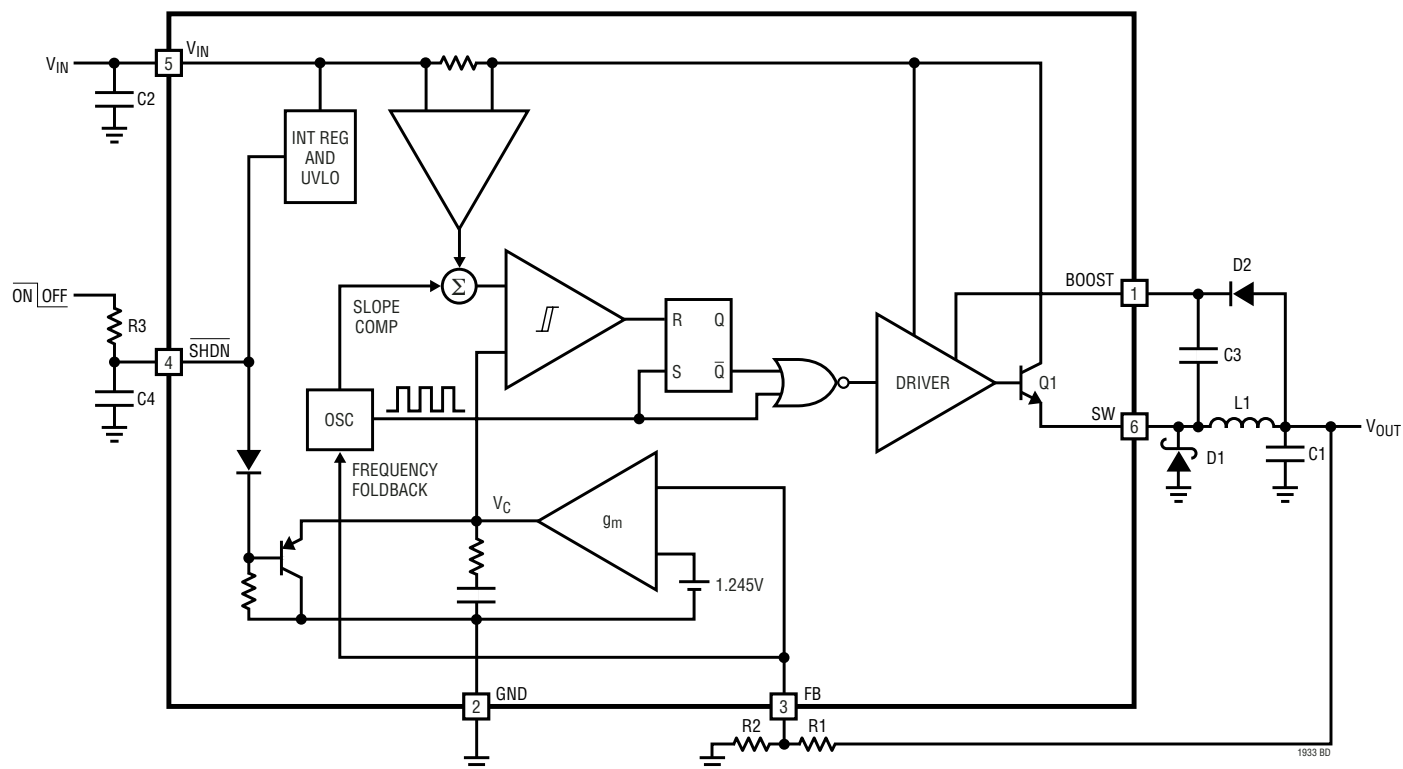 VIN
5
VIN
C2
INT REG
AND
UVLO
Σ
SLOPE
COMP
R
Q
S
Q̅
ON OFF
R3
4
SHDN
C4
OSC
FREQUENCY
FOLDBACK
VC
gm
1.245V
DRIVER
Q1
BOOST
1
D2
C3
SW
6
L1
VOUT
D1
C1
2
GND
3
FB
R2
R1
1933 BD